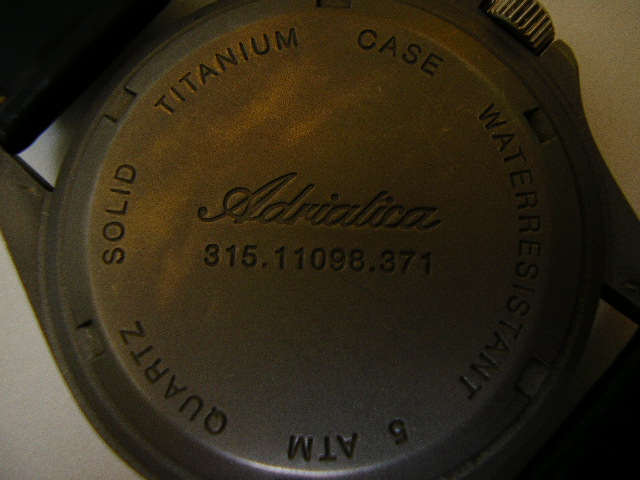 Adriatica
315.11098.371
SOLID TITANIUM CASE WATERRESISTANT 5 ATM QUARTZ